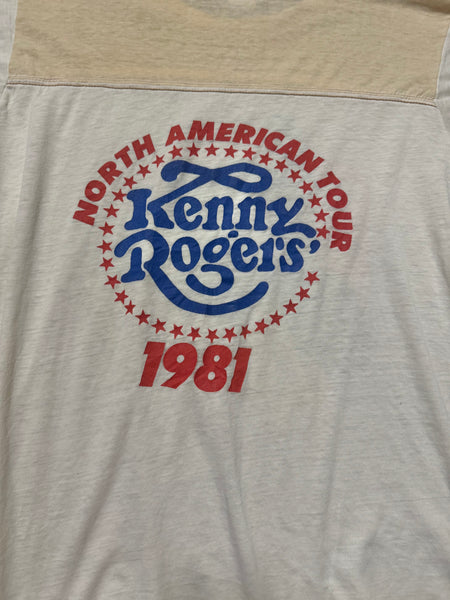 NORTH AMERICAN TOUR
Kenny
Rogers'
1981